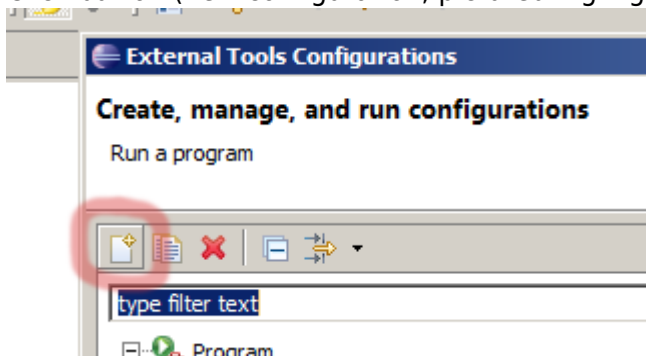 External Tools Configurations
Create, manage, and run configurations
Run a program
type filter text
Program